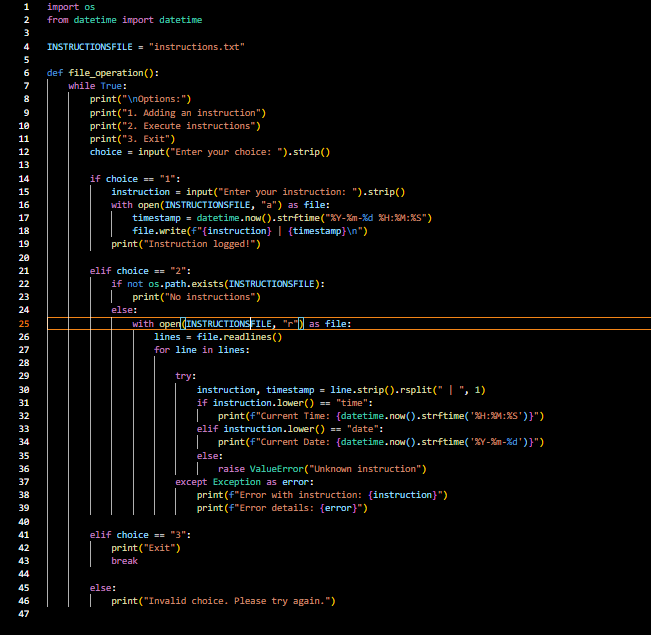 1 import os
2 from datetime import datetime
3
4 INSTRUCTIONSFILE = "instructions.txt"
5
6 def file_operation():
7     while True:
8         print("\nOptions:")
9         print("1. Adding an instruction")
10         print("2. Execute instructions")
11         print("3. Exit")
12         choice = input("Enter your choice: ").strip()
13
14         if choice == "1":
15             instruction = input("Enter your instruction: ").strip()
16             with open(INSTRUCTIONSFILE, "a") as file:
17                 timestamp = datetime.now().strftime("%Y-%m-%d %H:%M:%S")
18                 file.write(f"{instruction} | {timestamp}\n")
19             print("Instruction logged!")
20
21         elif choice == "2":
22             if not os.path.exists(INSTRUCTIONSFILE):
23                 print("No instructions")
24             else:
25                 with open(INSTRUCTIONSFILE, "r") as file:
26                     lines = file.readlines()
27                     for line in lines:
28
29                         try:
30                             instruction, timestamp = line.strip().rsplit(" | ", 1)
31                             if instruction.lower() == "time":
32                                 print(f"Current Time: {datetime.now().strftime('%H:%M:%S')}")
33                             elif instruction.lower() == "date":
34                                 print(f"Current Date: {datetime.now().strftime('%Y-%m-%d')}")
35                             else:
36                                 raise ValueError("Unknown instruction")
37                         except Exception as error:
38                             print(f"Error with instruction: {instruction}")
39                             print(f"Error details: {error}")
40
41         elif choice == "3":
42             print("Exit")
43             break
44
45         else:
46             print("Invalid choice. Please try again.")
47